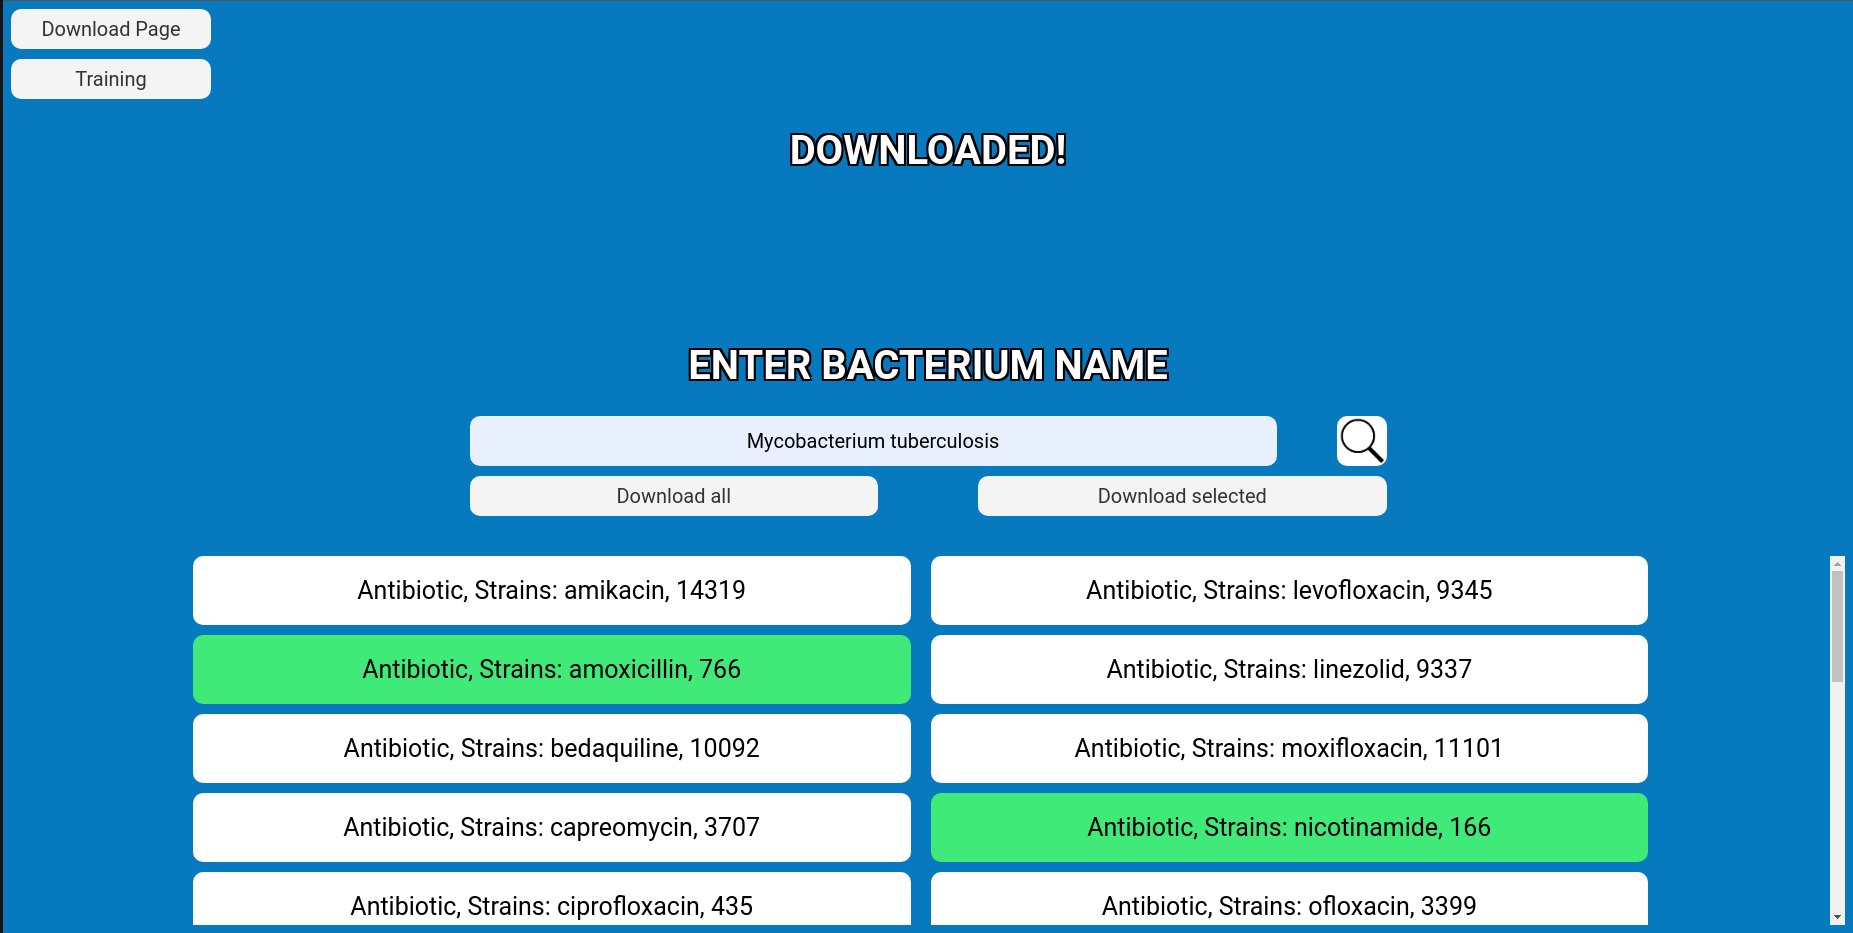 Download Page
Training
DOWNLOADED!
ENTER BACTERIUM NAME
Mycobacterium tuberculosis
Download all
Download selected
Antibiotic, Strains: amikacin, 14319
Antibiotic, Strains: levofloxacin, 9345
Antibiotic, Strains: amoxicillin, 766
Antibiotic, Strains: linezolid, 9337
Antibiotic, Strains: bedaquiline, 10092
Antibiotic, Strains: moxifloxacin, 11101
Antibiotic, Strains: capreomycin, 3707
Antibiotic, Strains: nicotinamide, 166
Antibiotic, Strains: ciprofloxacin, 435
Antibiotic, Strains: ofloxacin, 3399